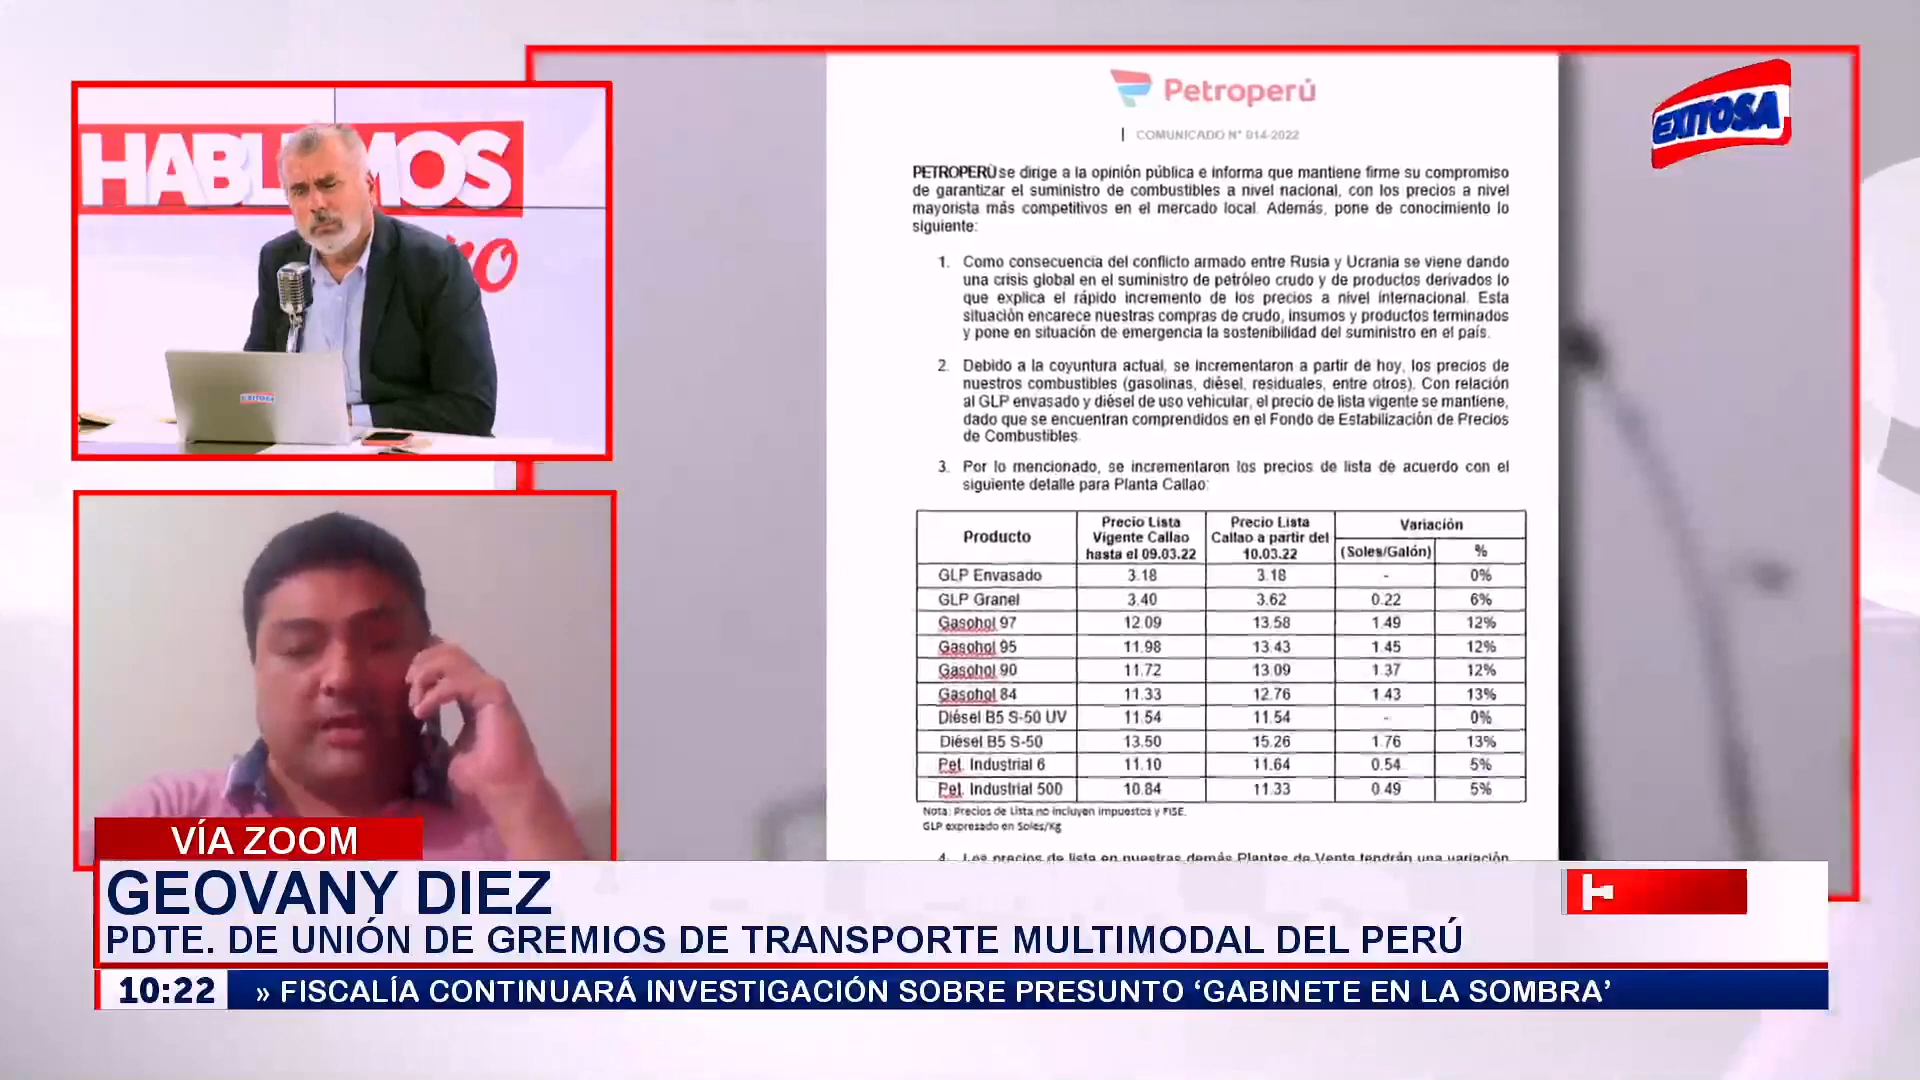 HABLEMOS
EXITOSA
EXITOSA
Petroperú
COMUNICADO N° 014-2022
PETROPERÚ se dirige a la opinión pública e informa que mantiene firme su compromiso
de garantizar el suministro de combustibles a nivel nacional, con los precios a nivel
mayorista más competitivos en el mercado local. Además, pone de conocimiento lo
siguiente:
1. Como consecuencia del conflicto armado entre Rusia y Ucrania se viene dando
una crisis global en el suministro de petróleo crudo y de productos derivados lo
que explica el rápido incremento de los precios a nivel internacional. Esta
situación encarece nuestras compras de crudo, insumos y productos terminados
y pone en situación de emergencia la sostenibilidad del suministro en el país.
2. Debido a la coyuntura actual, se incrementaron a partir de hoy, los precios de
nuestros combustibles (gasolinas, diésel, residuales, entre otros). Con relación
al GLP envasado y diésel de uso vehicular, el precio de lista vigente se mantiene,
dado que se encuentran comprendidos en el Fondo de Estabilización de Precios
de Combustibles.
3. Por lo mencionado, se incrementaron los precios de lista de acuerdo con el
siguiente detalle para Planta Callao:
Producto Precio Lista Vigente Callao hasta el 09.03.22 Precio Lista Callao a partir del 10.03.22 Variación
(Soles/Galón) %
GLP Envasado 3.18 3.18 - 0%
GLP Granel 3.40 3.62 0.22 6%
Gasohol 97 12.09 13.58 1.49 12%
Gasohol 95 11.98 13.43 1.45 12%
Gasohol 90 11.72 13.09 1.37 12%
Gasohol 84 11.33 12.76 1.43 13%
Diésel B5 S-50 UV 11.54 11.54 - 0%
Diésel B5 S-50 13.50 15.26 1.76 13%
Pet. Industrial 6 11.10 11.64 0.54 5%
Pet. Industrial 500 10.84 11.33 0.49 5%
Nota: Precios de Lista no incluyen impuestos y FISE.
GLP expresado en Soles/Kg
4. Los precios de lista en nuestras demás Plantas de Venta tendrán una variación
VÍA ZOOM
GEOVANY DIEZ
PDTE. DE UNIÓN DE GREMIOS DE TRANSPORTE MULTIMODAL DEL PERÚ
10:22 » FISCALÍA CONTINUARÁ INVESTIGACIÓN SOBRE PRESUNTO ‘GABINETE EN LA SOMBRA’